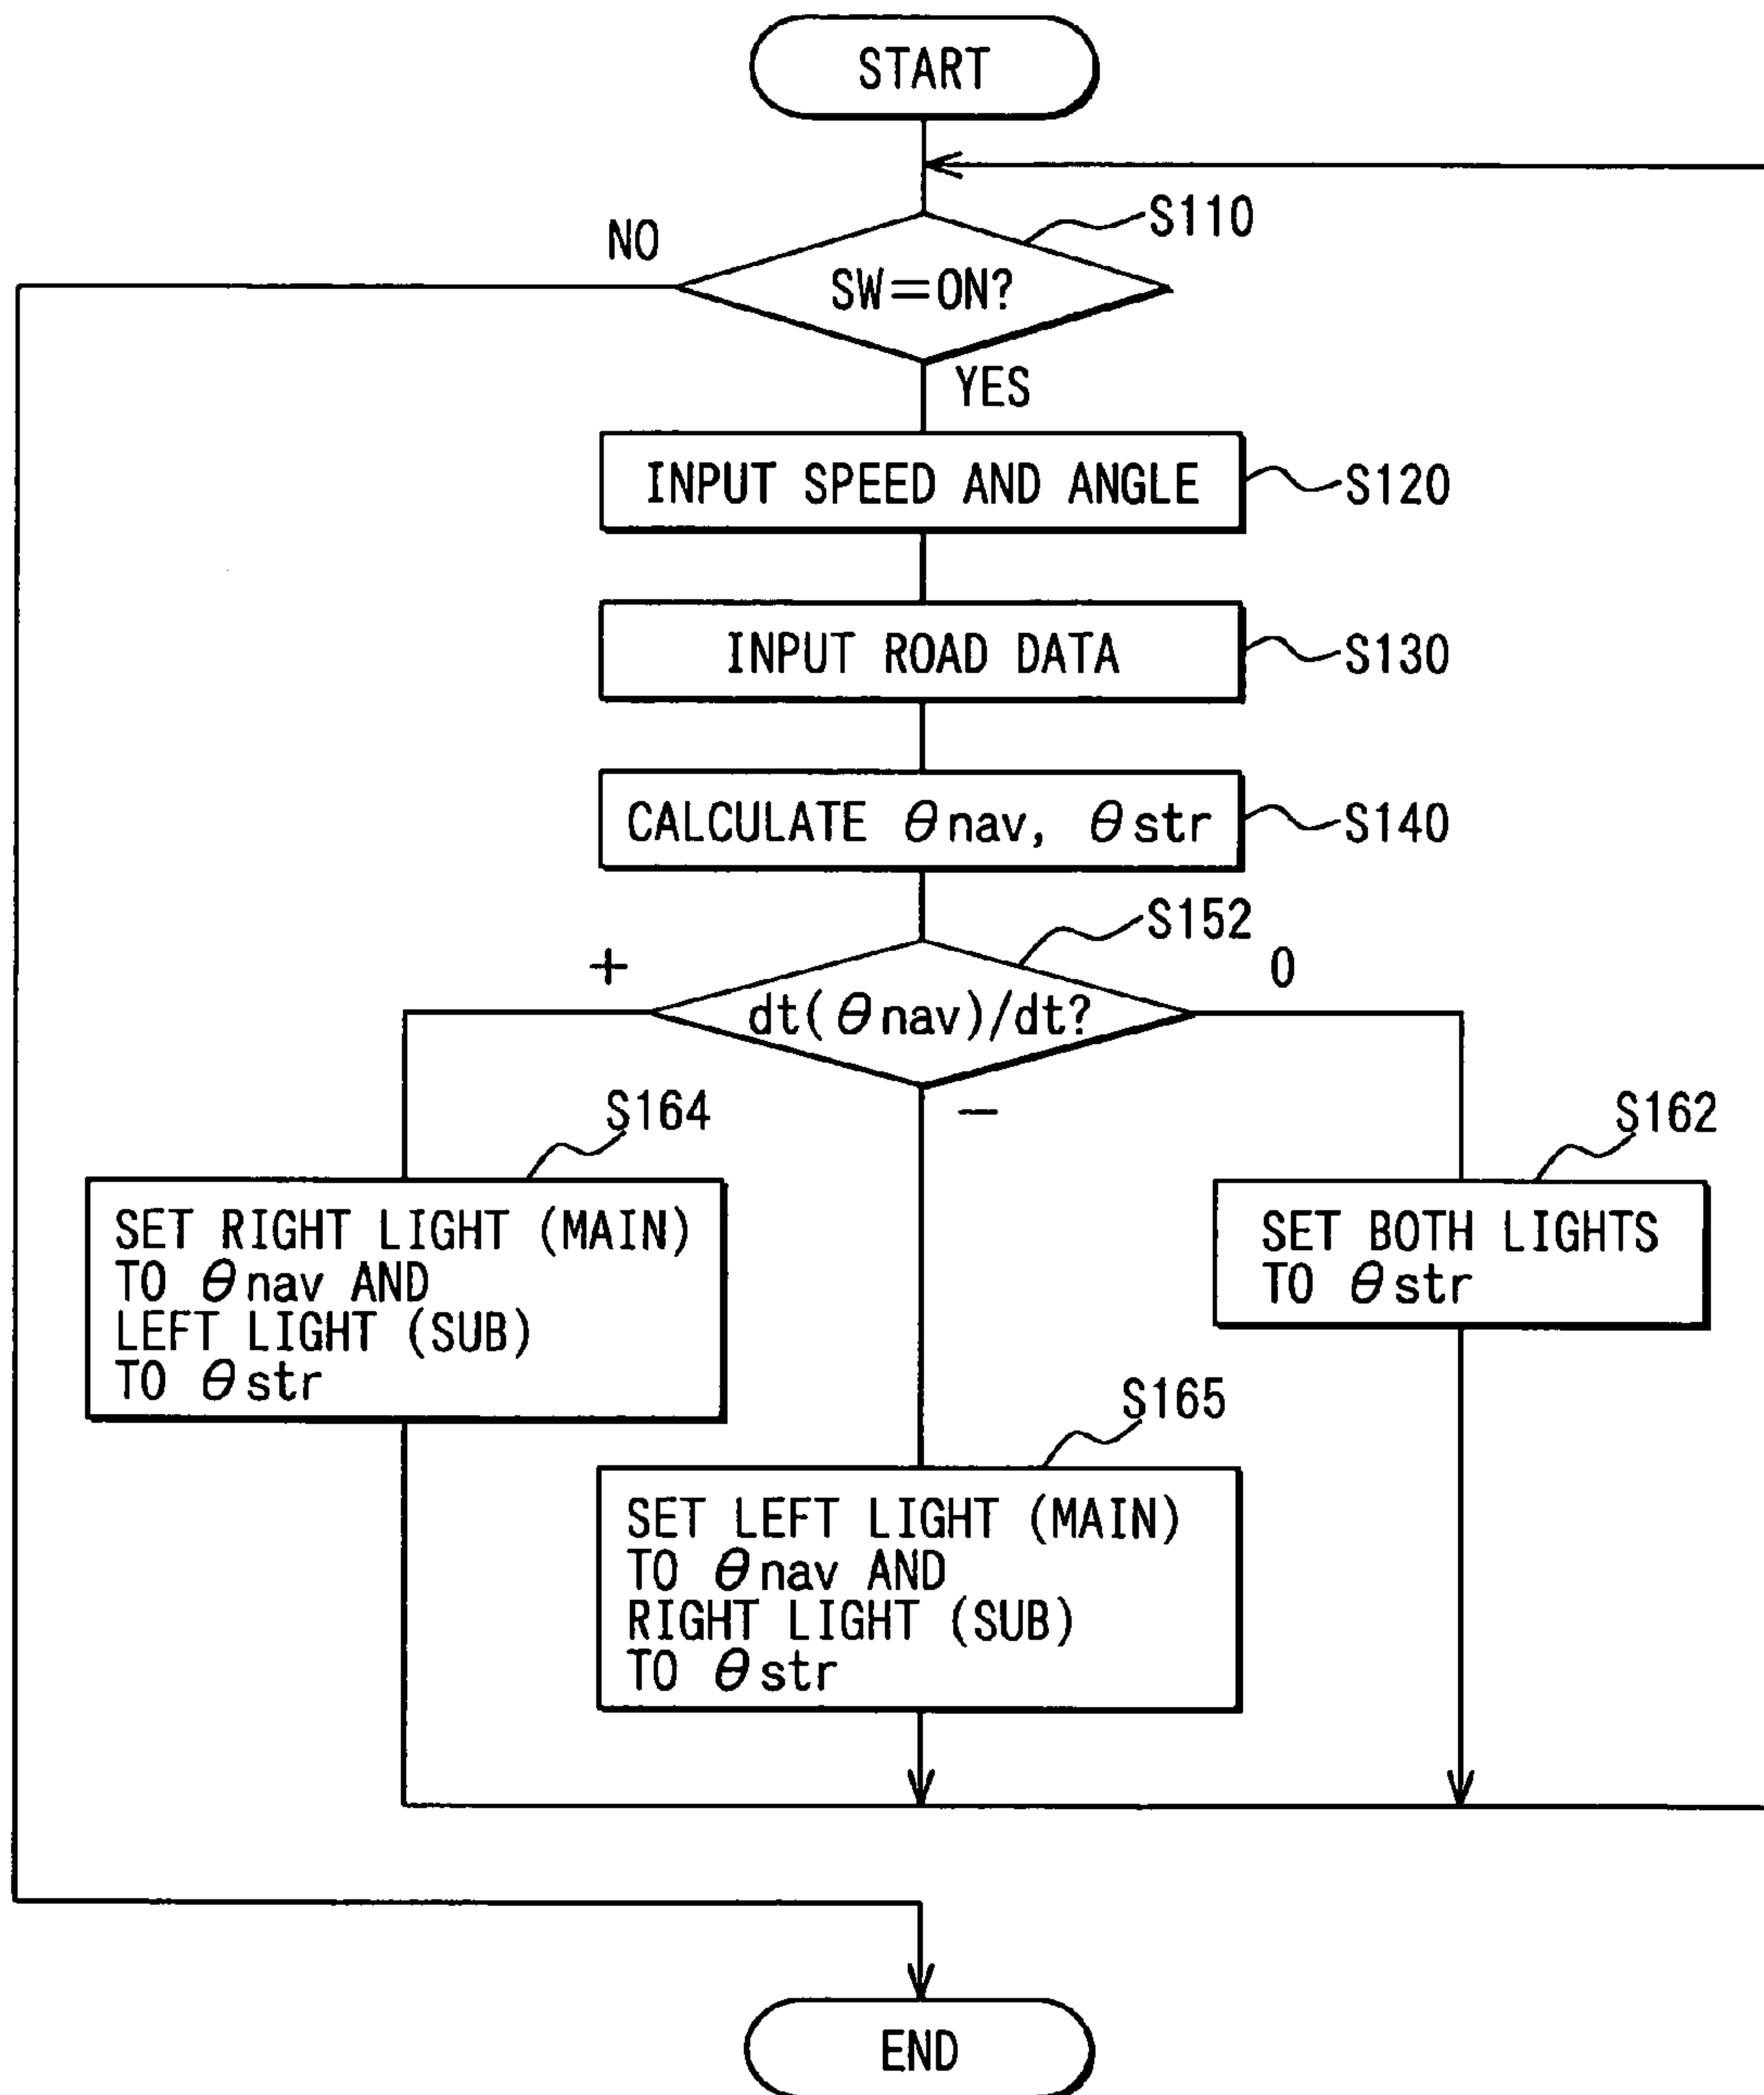 START
S110
NO
SW=ON?
YES
INPUT SPEED AND ANGLE
S120
INPUT ROAD DATA
S130
CALCULATE θnav, θstr
S140
S152
+
0
dt(θnav)/dt?
−
S164
S162
SET RIGHT LIGHT (MAIN)
TO θnav AND
LEFT LIGHT (SUB)
TO θstr
SET BOTH LIGHTS
TO θstr
S165
SET LEFT LIGHT (MAIN)
TO θnav AND
RIGHT LIGHT (SUB)
TO θstr
END